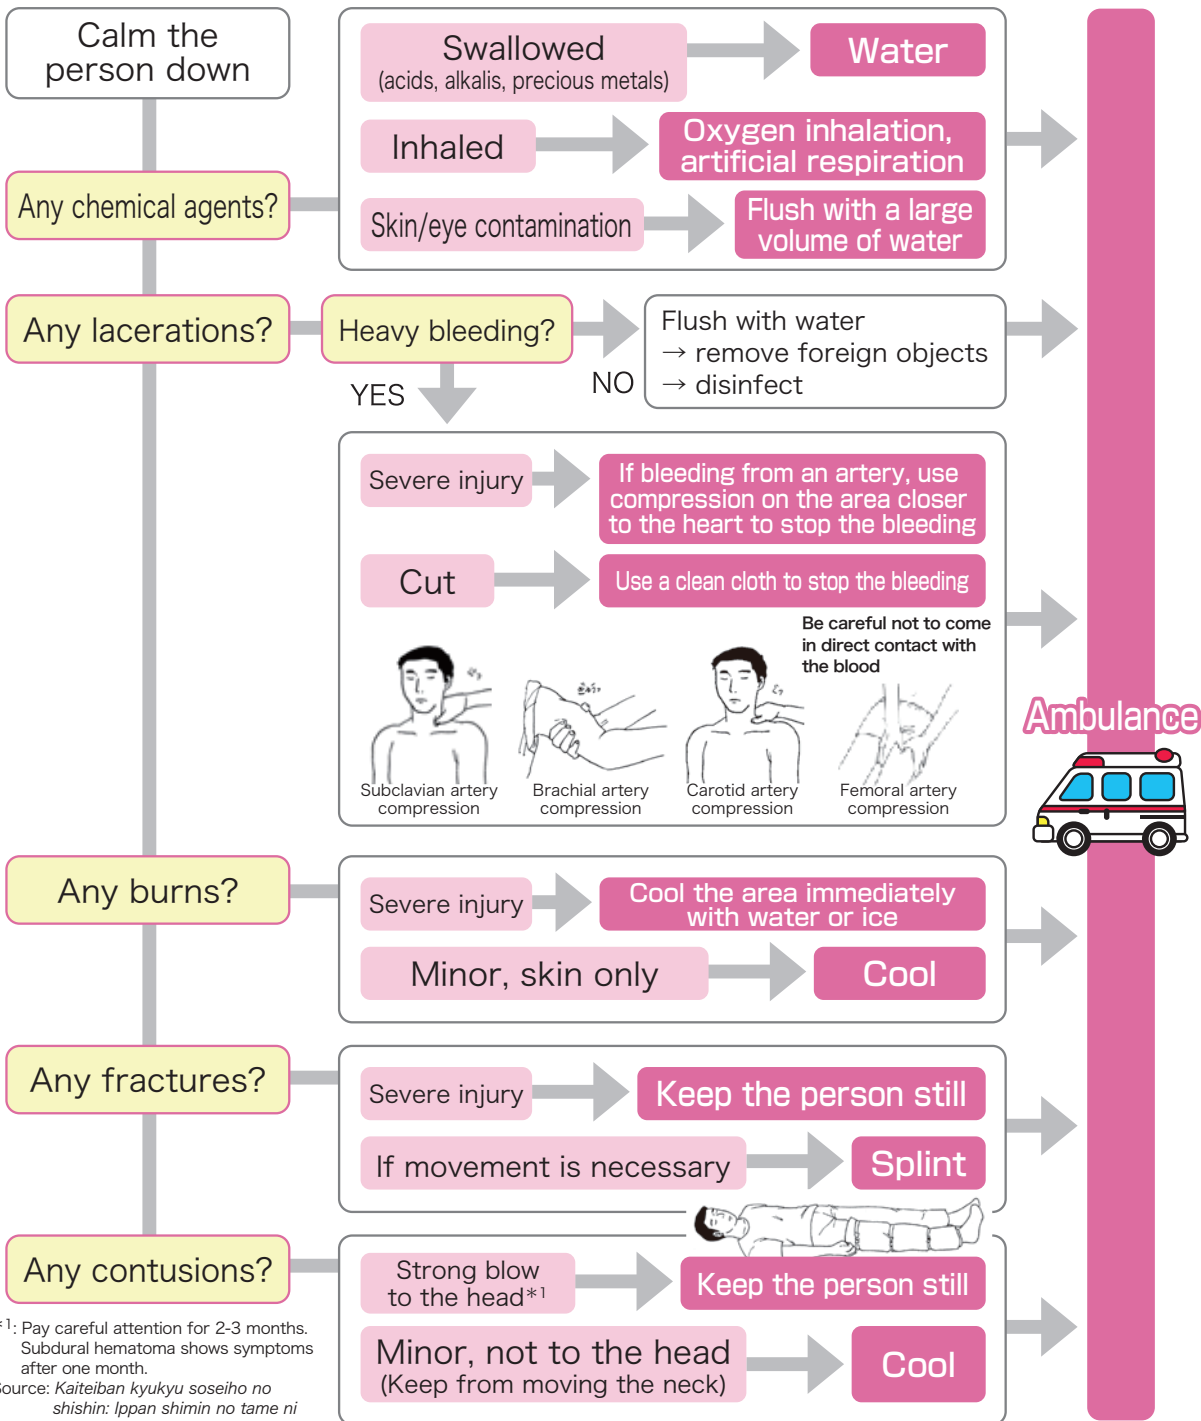 Calm the
person down
Any chemical agents?
Swallowed
(acids, alkalis, precious metals)
Water
Inhaled
Oxygen inhalation,
artificial respiration
Skin/eye contamination
Flush with a large
volume of water
Any lacerations?
Heavy bleeding?
YES
NO
Flush with water
→ remove foreign objects
→ disinfect
Severe injury
If bleeding from an artery, use
compression on the area closer
to the heart to stop the bleeding
Cut
Use a clean cloth to stop the bleeding
Be careful not to come
in direct contact with
the blood
Subclavian artery
compression
Brachial artery
compression
Carotid artery
compression
Femoral artery
compression
Ambulance
Any burns?
Severe injury
Cool the area immediately
with water or ice
Minor, skin only
Cool
Any fractures?
Severe injury
Keep the person still
If movement is necessary
Splint
Any contusions?
Strong blow
to the head*1
Keep the person still
Minor, not to the head
(Keep from moving the neck)
Cool
*1: Pay careful attention for 2-3 months.
Subdural hematoma shows symptoms
after one month.
Source: Kaiteiban kyukyu soseiho no
shishin: Ippan shimin no tame ni